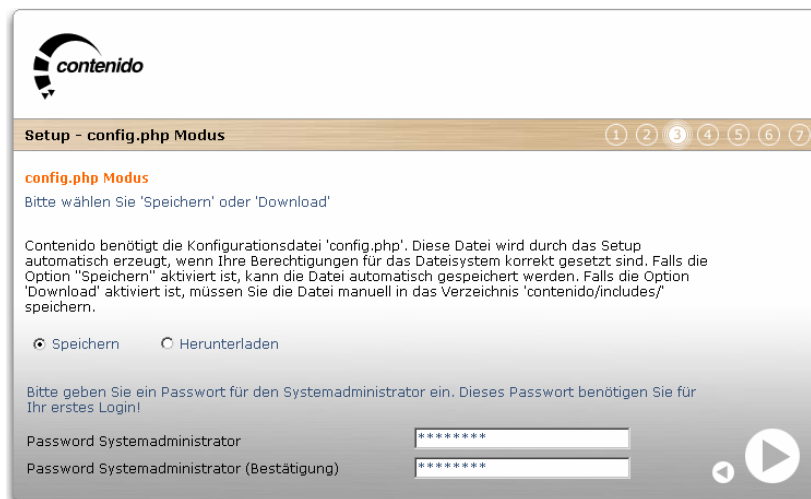 contenido
Setup - config.php Modus
1 2 3 4 5 6 7
config.php Modus
Bitte wählen Sie 'Speichern' oder 'Download'
Contenido benötigt die Konfigurationsdatei 'config.php'. Diese Datei wird durch das Setup
automatisch erzeugt, wenn Ihre Berechtigungen für das Dateisystem korrekt gesetzt sind. Falls die
Option "Speichern" aktiviert ist, kann die Datei automatisch gespeichert werden. Falls die Option
'Download' aktiviert ist, müssen Sie die Datei manuell in das Verzeichnis 'contenido/includes/'
speichern.
Speichern Herunterladen
Bitte geben Sie ein Passwort für den Systemadministrator ein. Dieses Passwort benötigen Sie für
Ihr erstes Login!
Password Systemadministrator ********
Password Systemadministrator (Bestätigung) ********